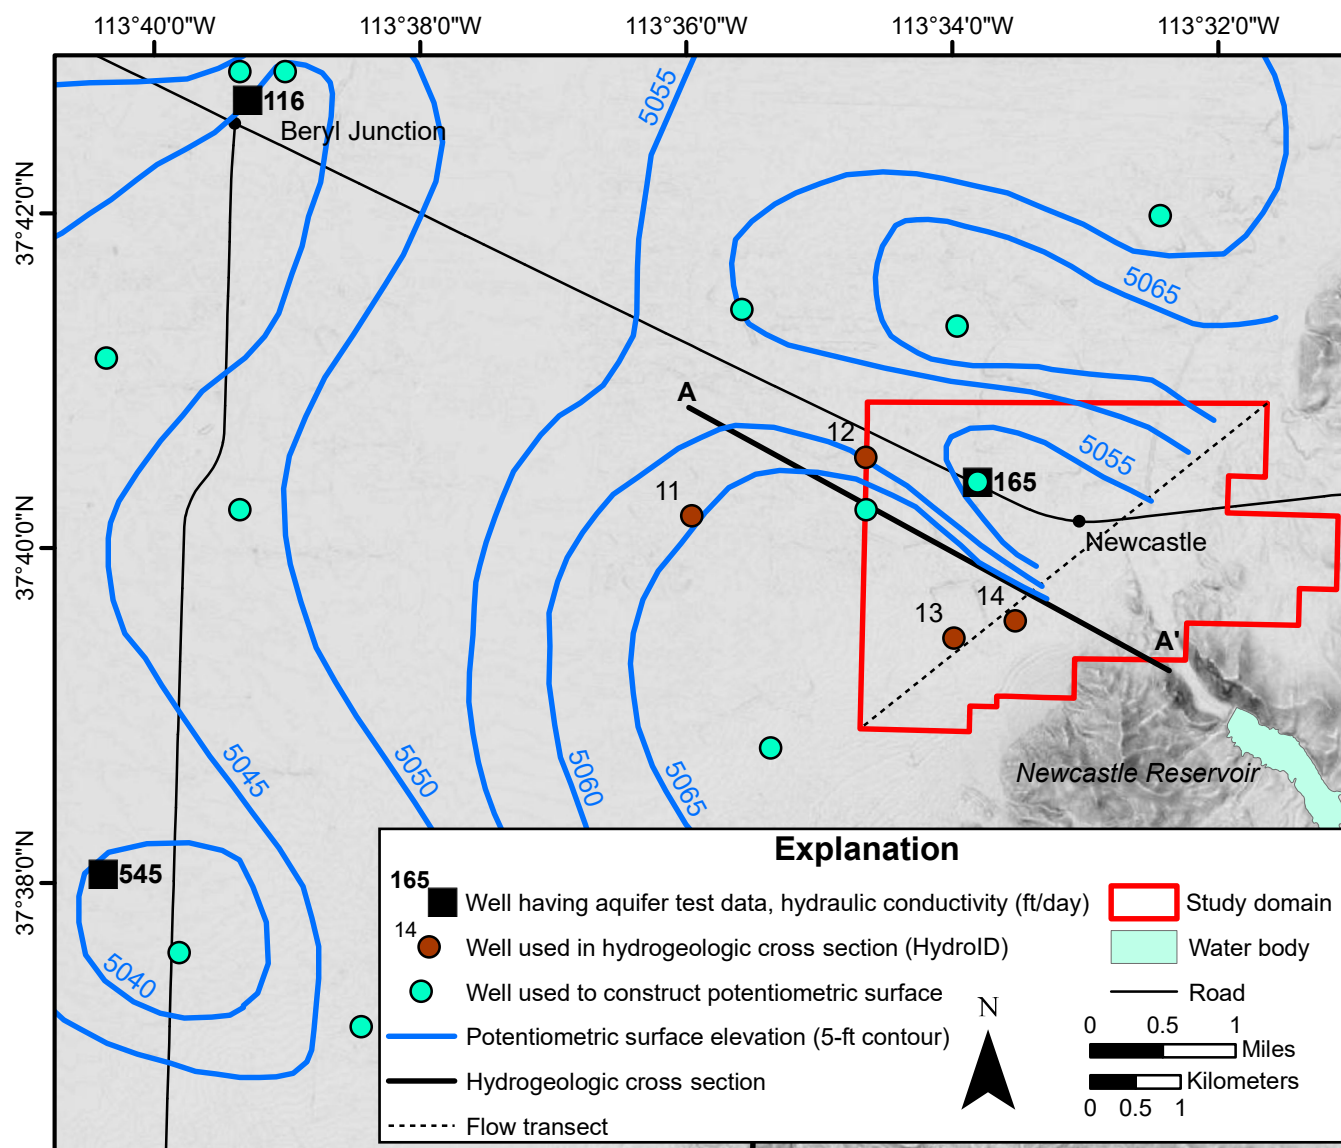 113°40'0"W
113°38'0"W
113°36'0"W
113°34'0"W
113°32'0"W
37°42'0"N
37°40'0"N
37°38'0"N
116
Beryl Junction
5055
5065
A
12
5055
165
11
Newcastle
14
13
A'
5045
5050
5060
5065
Newcastle Reservoir
545
5040
Explanation
165
Well having aquifer test data, hydraulic conductivity (ft/day)
14
Well used in hydrogeologic cross section (HydroID)
Well used to construct potentiometric surface
Potentiometric surface elevation (5-ft contour)
Hydrogeologic cross section
Flow transect
Study domain
Water body
Road
N
0 0.5 1
Miles
Kilometers
0 0.5 1